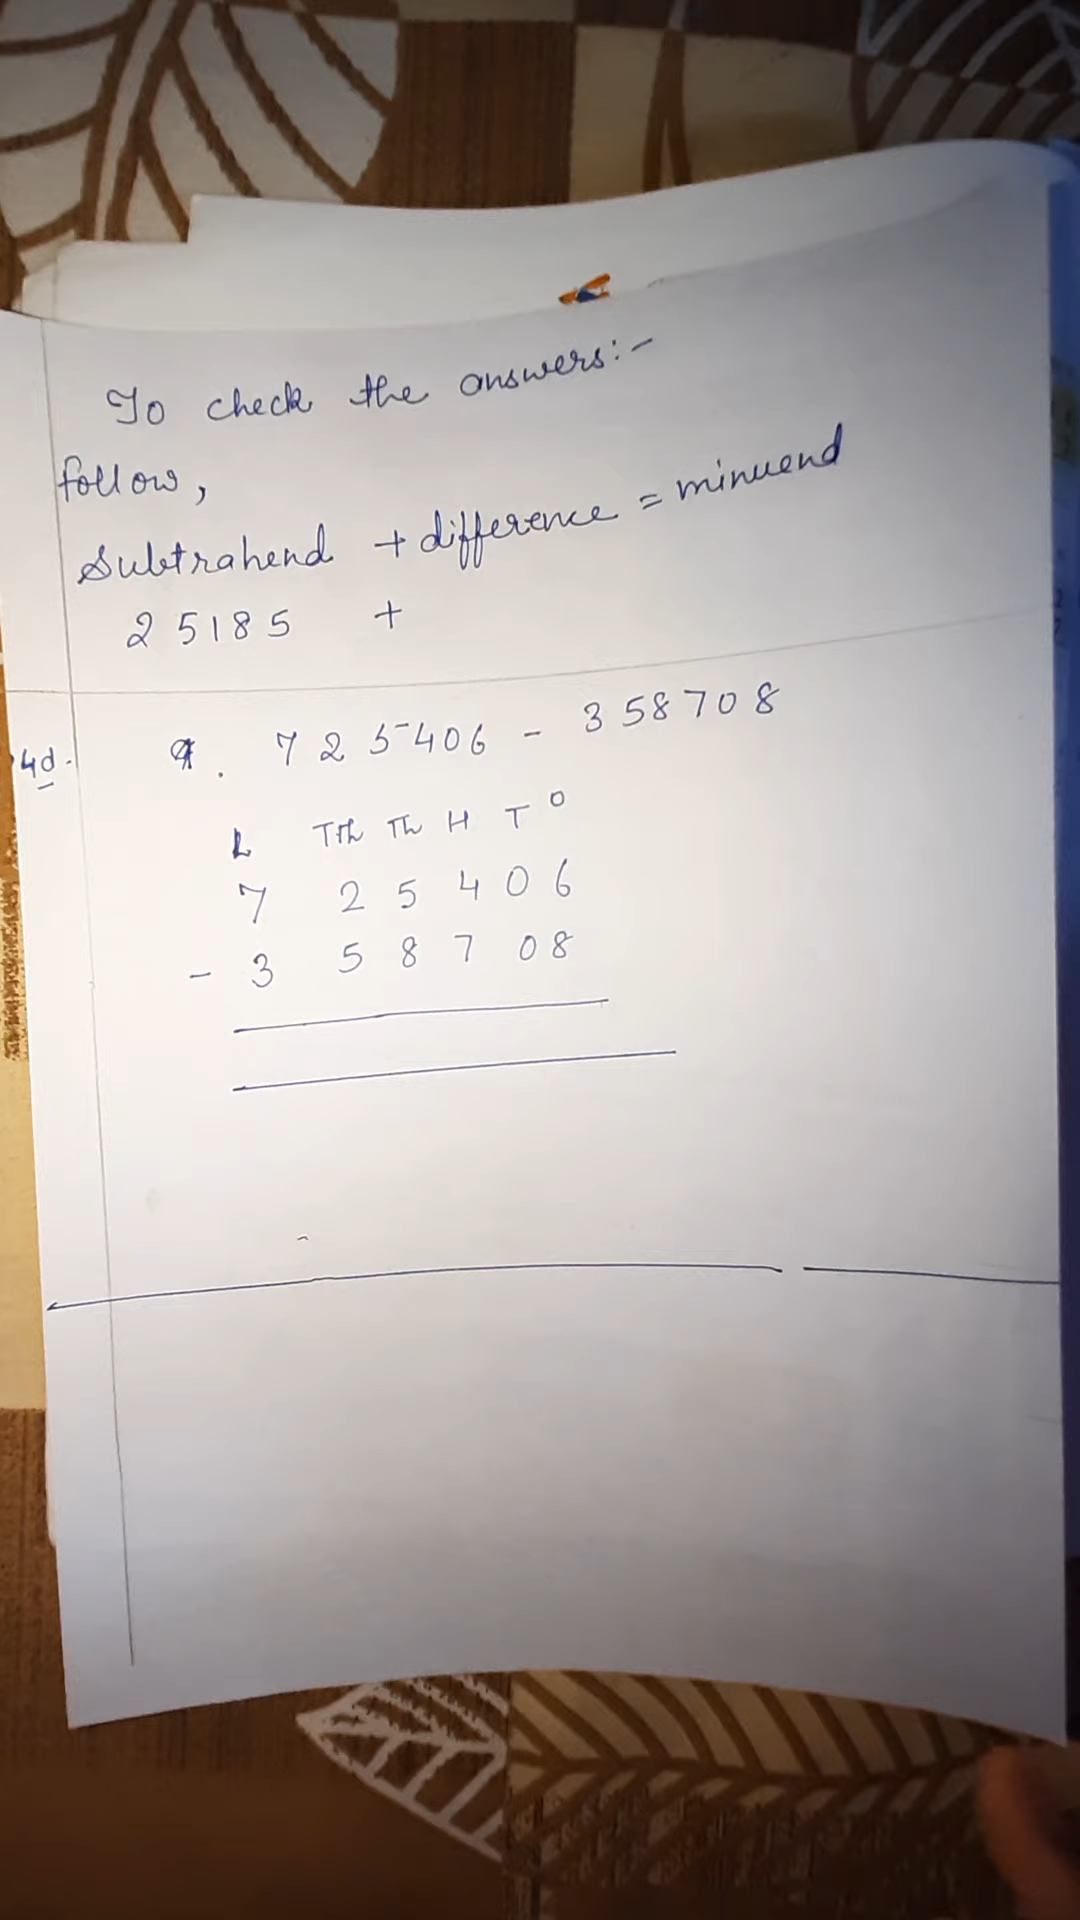 To check the answers:-
follow,
Subtrahend + difference = minuend
25185 +
4d.
9. 725406 - 358708
L TTh Th H T O
7 2 5 4 0 6
- 3 5 8 7 0 8